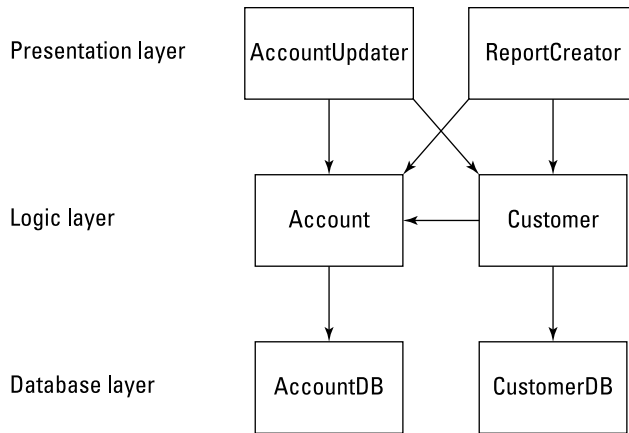 Presentation layer
AccountUpdater
ReportCreator
Logic layer
Account
Customer
Database layer
AccountDB
CustomerDB